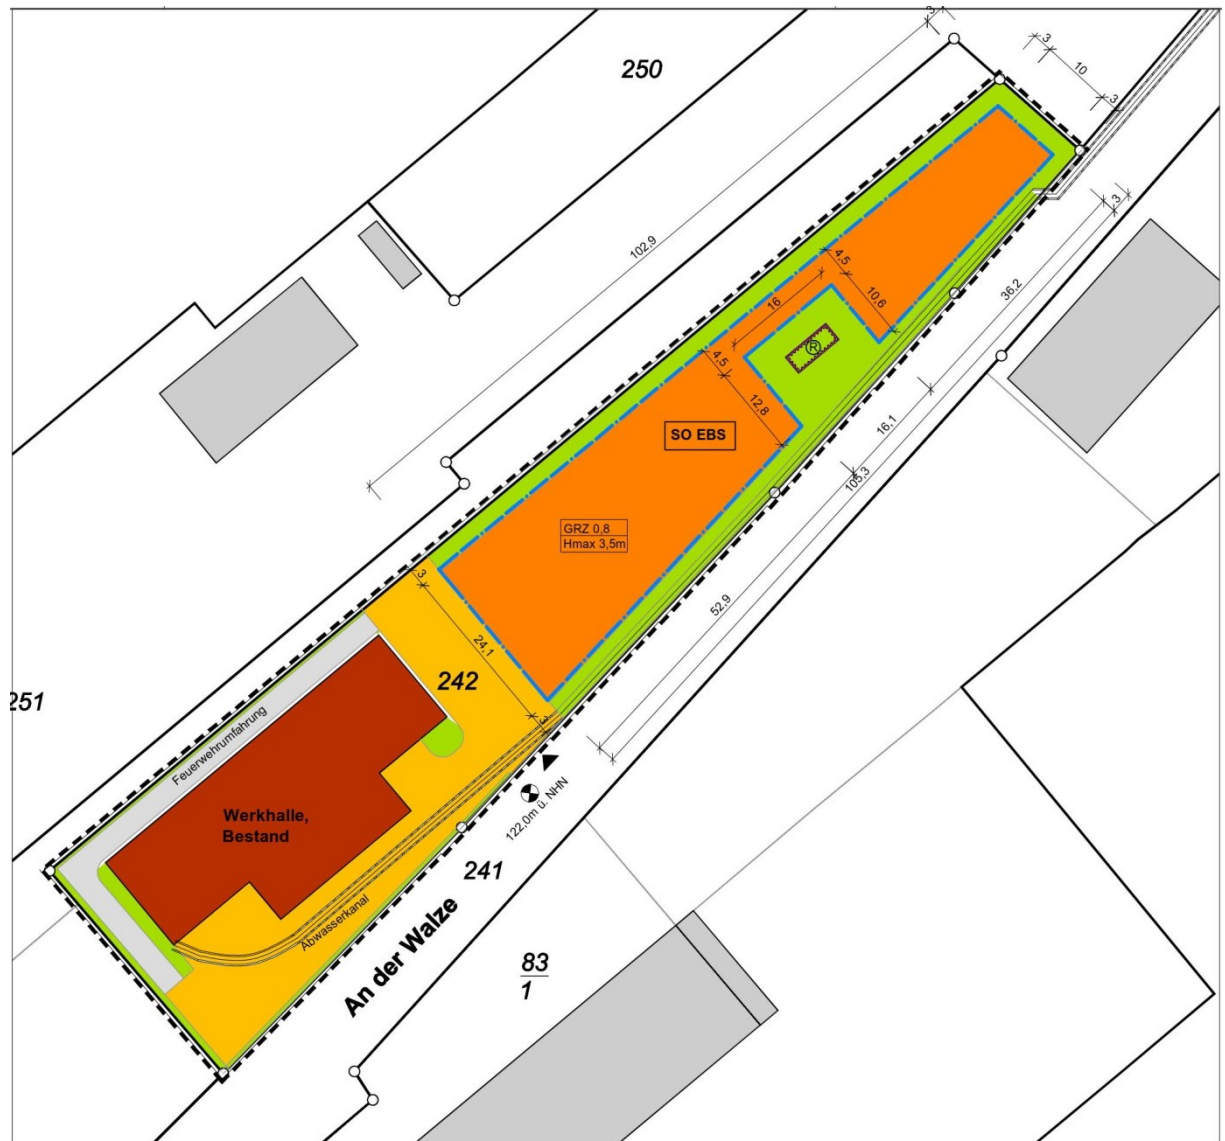 3
250
3
10
3
102,9
4,5
16
10,6
3
36,2
®
4,5
12,8
SO EBS
16,1
105,3
GRZ 0,8
Hmax 3,5m
3
52,9
24,1
242
251
3
Feuerwehrumfahrung
122,0m ü. NHN
Werkhalle,
Bestand
241
Abwasserkanal
An der Walze
83
1